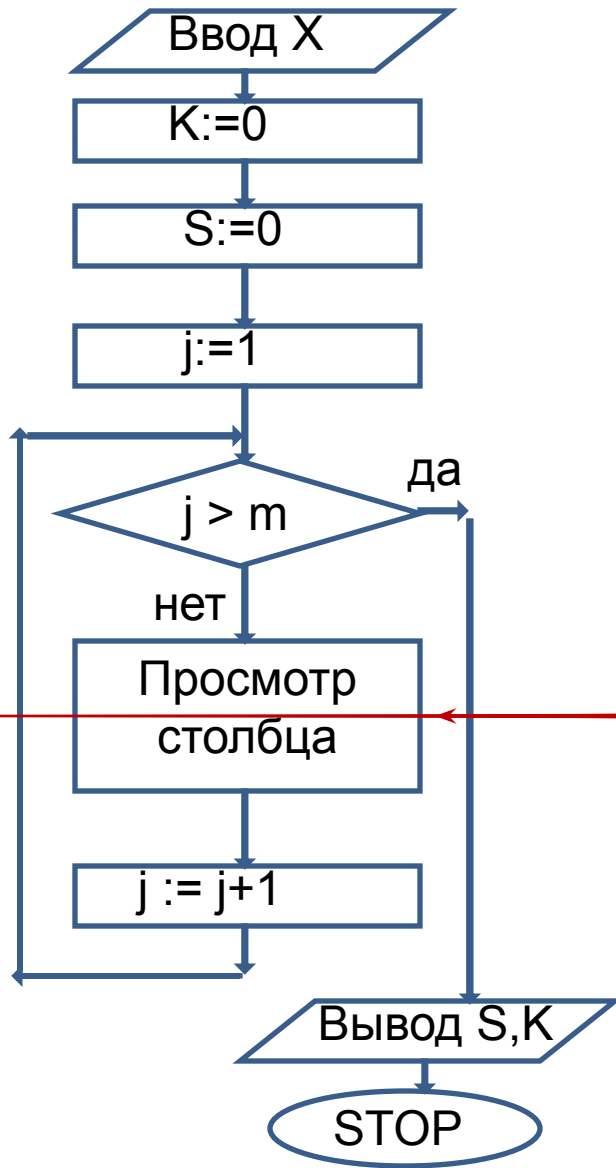 Ввод X
K:=0
S:=0
j:=1
да
j > m
нет
Просмотр
столбца
j := j+1
Вывод S,K
STOP